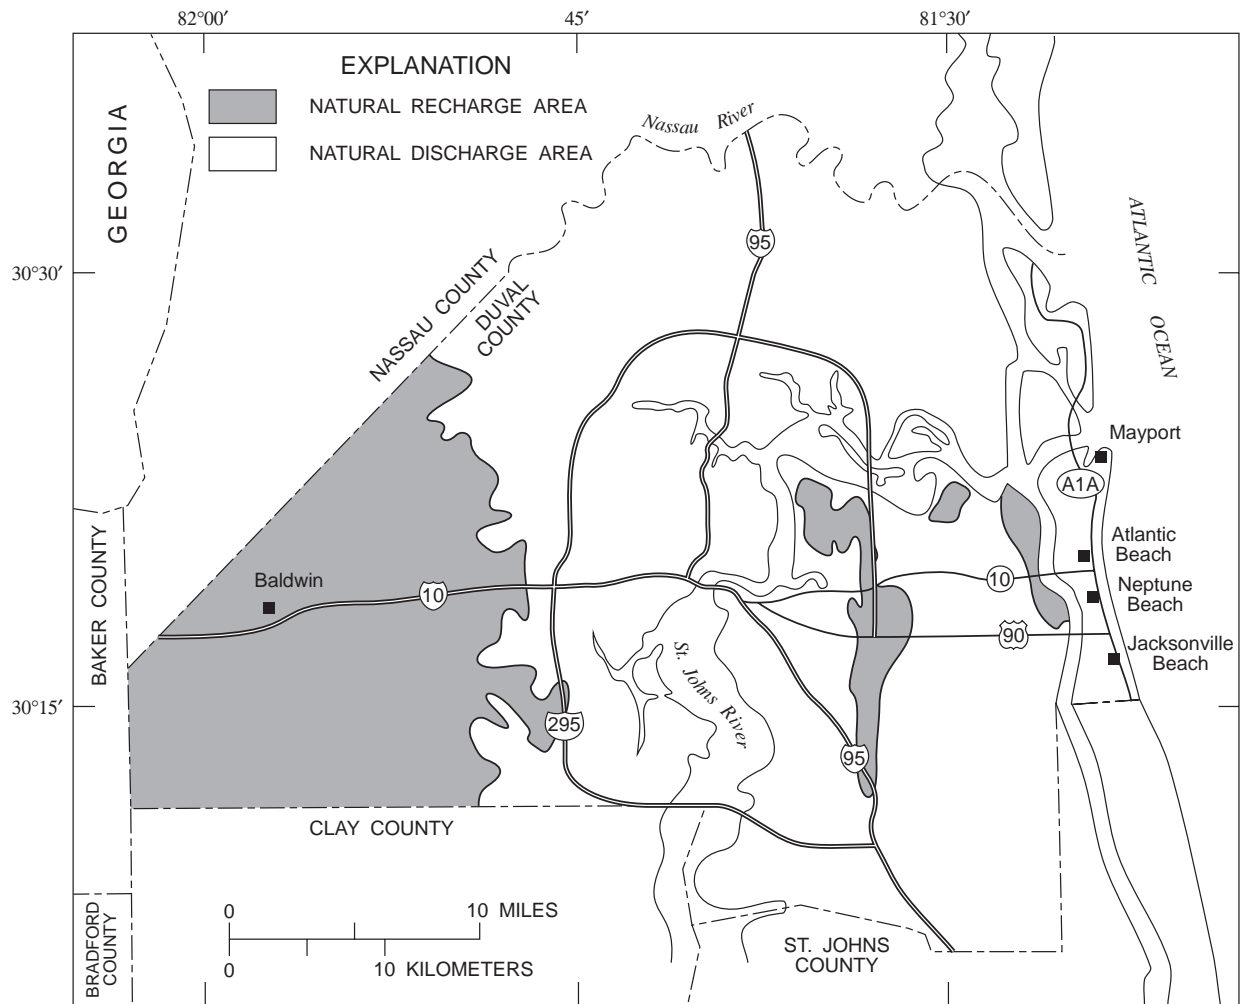 82°00′
45′
81°30′
EXPLANATION
NATURAL RECHARGE AREA
NATURAL DISCHARGE AREA
GEORGIA
Nassau River
95
ATLANTIC OCEAN
30°30′
NASSAU COUNTY
DUVAL
COUNTY
Mayport
A1A
Atlantic
Beach
BAKER COUNTY
Baldwin
10
10
Neptune
Beach
90
Jacksonville
Beach
St. Johns River
30°15′
295
95
CLAY COUNTY
BRADFORD
COUNTY
0
10 MILES
0
10 KILOMETERS
ST. JOHNS
COUNTY